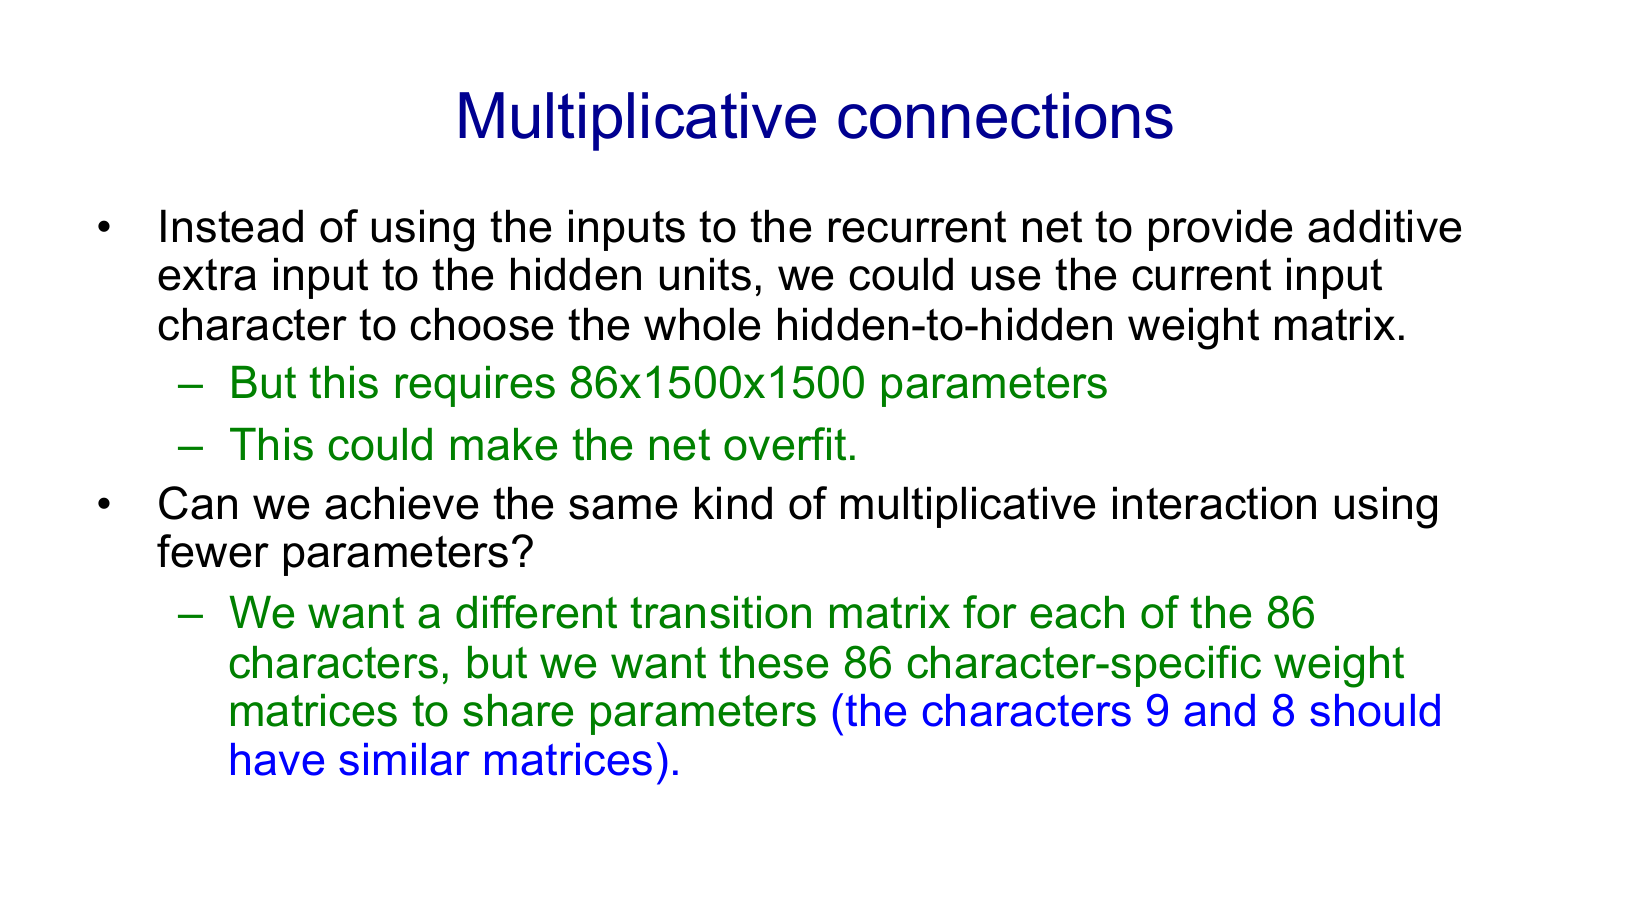 Multiplicative connections
• Instead of using the inputs to the recurrent net to provide additive
extra input to the hidden units, we could use the current input
character to choose the whole hidden-to-hidden weight matrix.
– But this requires 86x1500x1500 parameters
– This could make the net overfit.
• Can we achieve the same kind of multiplicative interaction using
fewer parameters?
– We want a different transition matrix for each of the 86
characters, but we want these 86 character-specific weight
matrices to share parameters (the characters 9 and 8 should
have similar matrices).